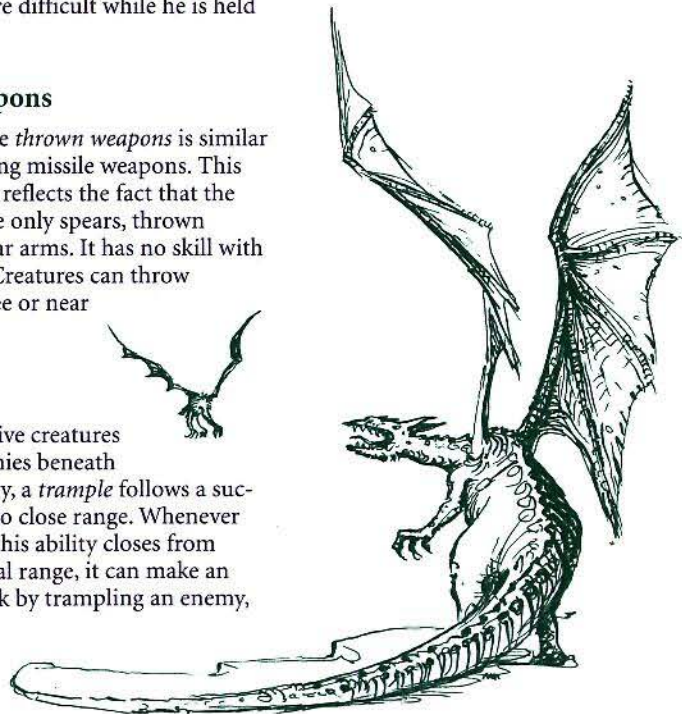 re difficult while he is held
pons
e thrown weapons is similar
ng missile weapons. This
reflects the fact that the
e only spears, thrown
ar arms. It has no skill with
Creatures can throw
ee or near
ive creatures
nies beneath
y, a trample follows a suc-
o close range. Whenever
his ability closes from
al range, it can make an
k by trampling an enemy,